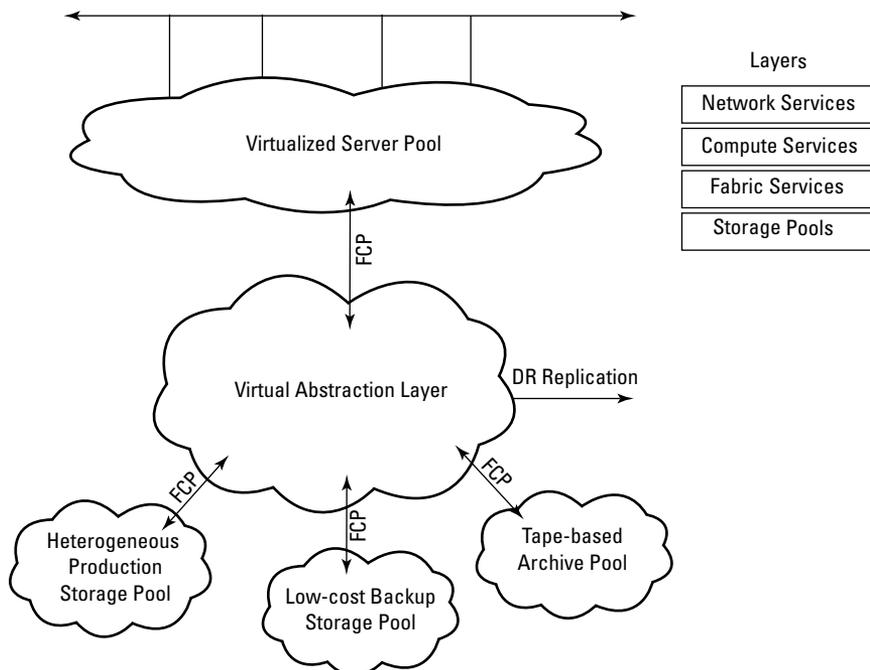 Layers
Network Services
Compute Services
Fabric Services
Storage Pools
Virtualized Server Pool
FCP
Virtual Abstraction Layer
DR Replication
FCP
FCP
FCP
Heterogeneous
Production
Storage Pool
Low-cost Backup
Storage Pool
Tape-based
Archive Pool